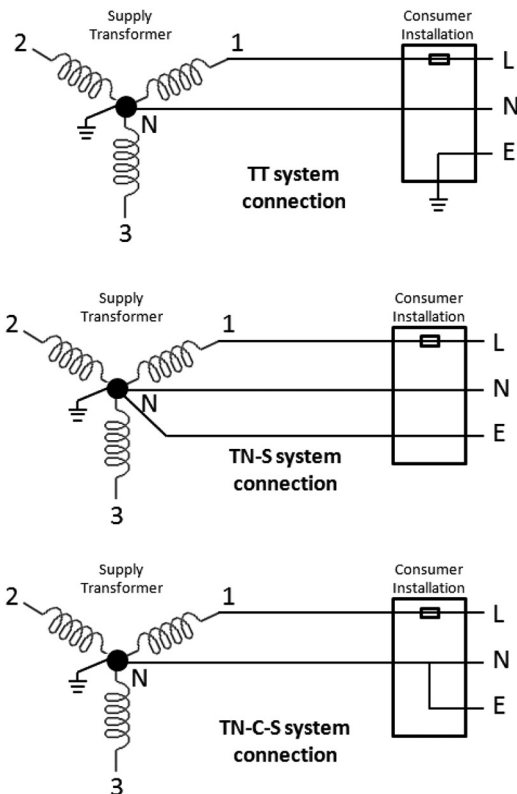 Supply
Transformer
Consumer
Installation
2
1
L
N
N
E
TT system
connection
3
Supply
Transformer
Consumer
Installation
2
1
L
N
N
E
TN-S system
connection
3
Supply
Transformer
Consumer
Installation
2
1
L
N
N
E
TN-C-S system
connection
3